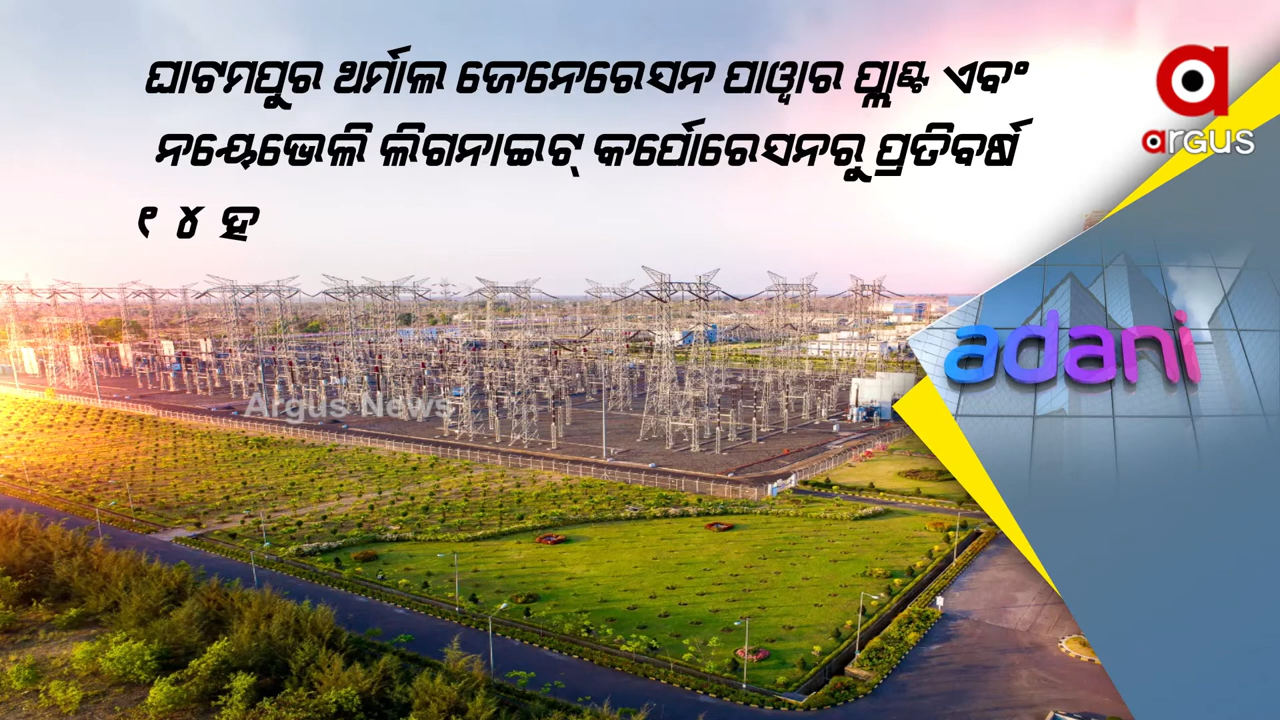 ଘାଟମପୁର ଥର୍ମାଲ ଜେନେରେସନ ପାୱାର ପ୍ଲାଣ୍ଟ ଏବଂ
ନୟେଭେଲି ଲିଗନାଇଟ୍ କର୍ପୋରେସନରୁ ପ୍ରତିବର୍ଷ
୧ ୪ ହ
argus
adani
Argus News